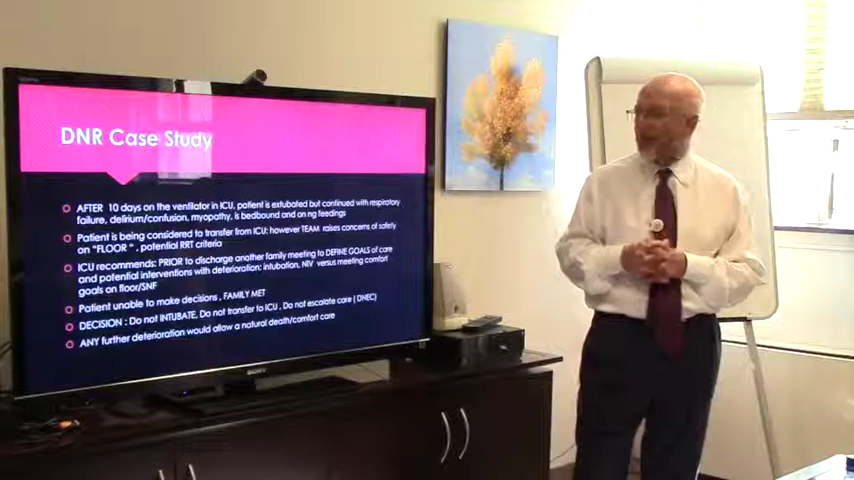 DNR Case Study
AFTER 10 days on the ventilator in ICU, patient is extubated but continued with respiratory
failure, delirium/confusion, myopathy, is bedbound and on ng feedings
Patient is being considered to transfer from ICU: however TEAM raises concerns of safety
on "FLOOR", potential RRT criteria
ICU recommends: PRIOR to discharge another family meeting to DEFINE GOALS of care
and potential interventions with deterioration: intubation, NIV versus meeting comfort
goals on floor/SNF
Patient unable to make decisions , FAMILY MET
DECISION : Do not INTUBATE, Do not transfer to ICU , Do not escalate care ( DNEC)
ANY further deterioration would allow a natural death/comfort care
SONY